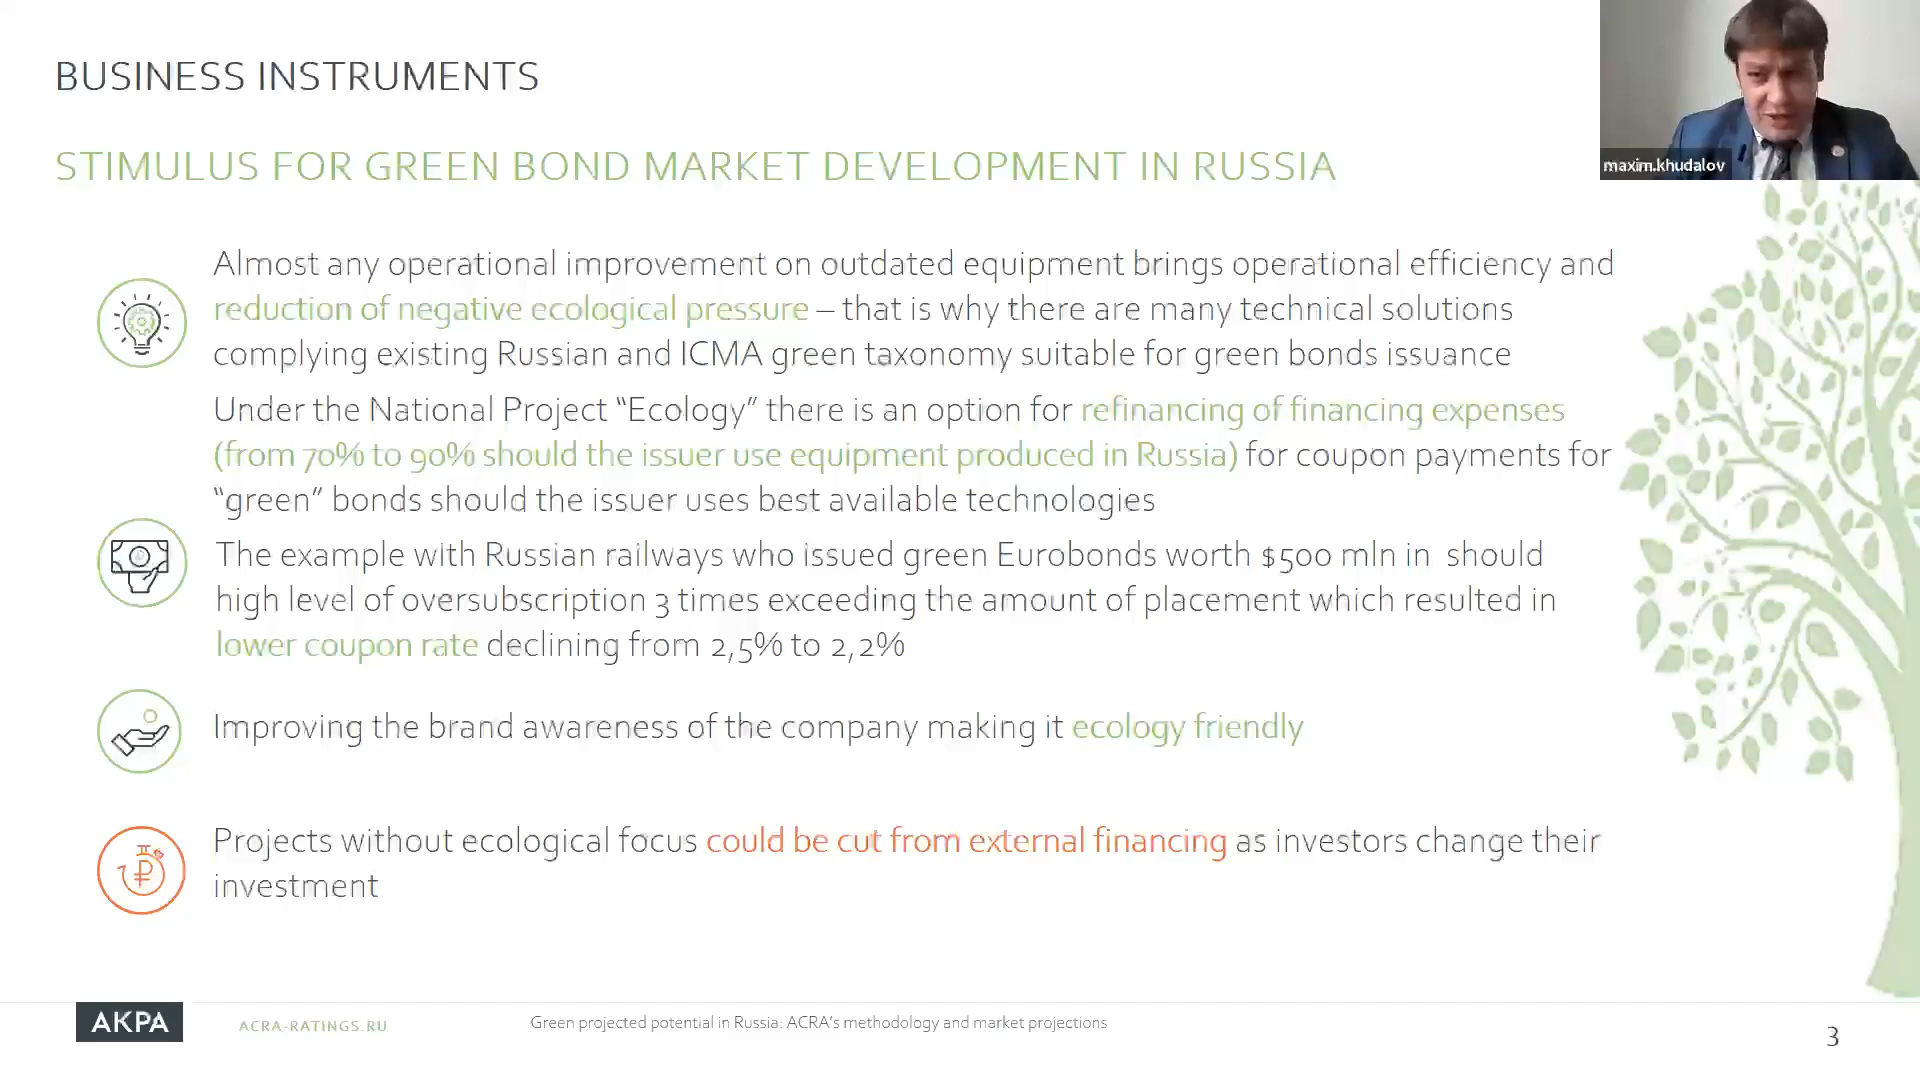 BUSINESS INSTRUMENTS
STIMULUS FOR GREEN BOND MARKET DEVELOPMENT IN RUSSIA
maxim.khudalov
Almost any operational improvement on outdated equipment brings operational efficiency and
reduction of negative ecological pressure – that is why there are many technical solutions
complying existing Russian and ICMA green taxonomy suitable for green bonds issuance
Under the National Project “Ecology” there is an option for refinancing of financing expenses
(from 70% to 90% should the issuer use equipment produced in Russia) for coupon payments for
“green” bonds should the issuer uses best available technologies
The example with Russian railways who issued green Eurobonds worth $500 mln in should
high level of oversubscription 3 times exceeding the amount of placement which resulted in
lower coupon rate declining from 2,5% to 2,2%
Improving the brand awareness of the company making it ecology friendly
Projects without ecological focus could be cut from external financing as investors change their
investment
АКРА
ACRA-RATINGS.RU
Green projected potential in Russia: ACRA's methodology and market projections
3